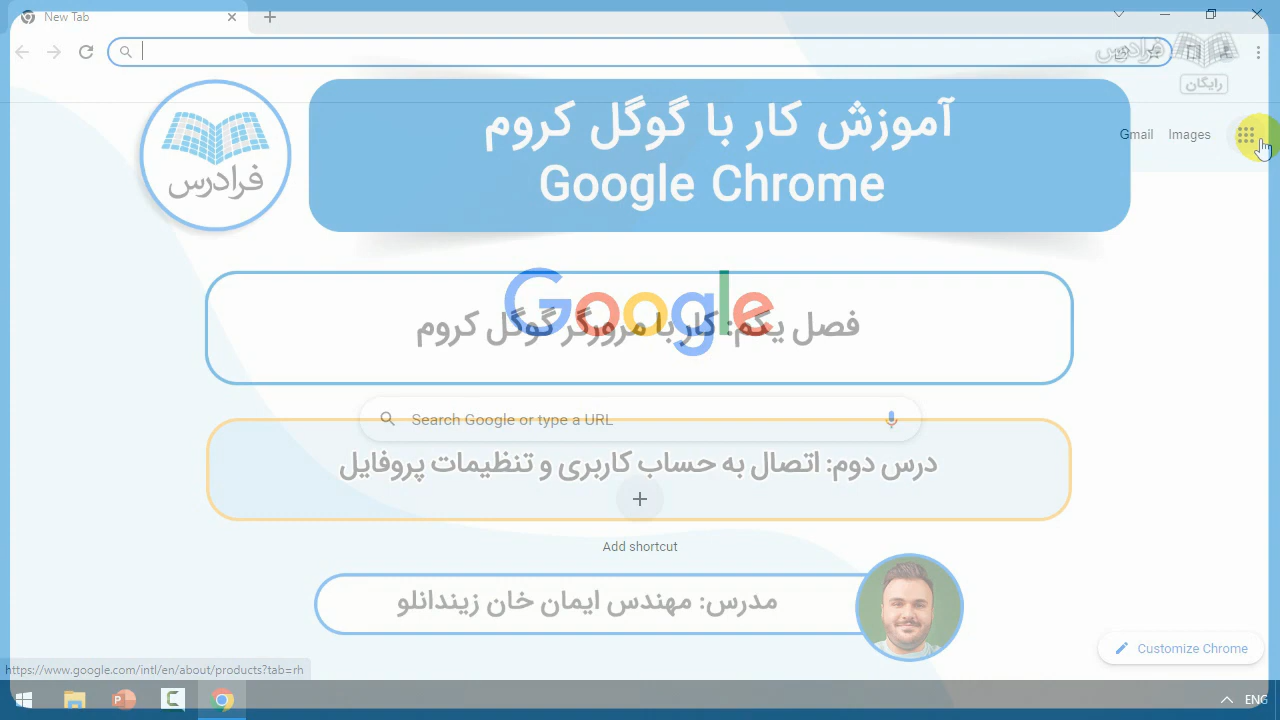 New Tab
فرادرس
رایگان
آموزش کار با گوگل کروم
Google Chrome
فرادرس
Gmail
Images
Google
فصل یکم: کار با مرورگر گوگل کروم
Search Google or type a URL
درس دوم: اتصال به حساب کاربری و تنظیمات پروفایل
Add shortcut
مدرس: مهندس ایمان خان زیندانلو
Customize Chrome
https://www.google.com/intl/en/about/products?tab=rh
ENG